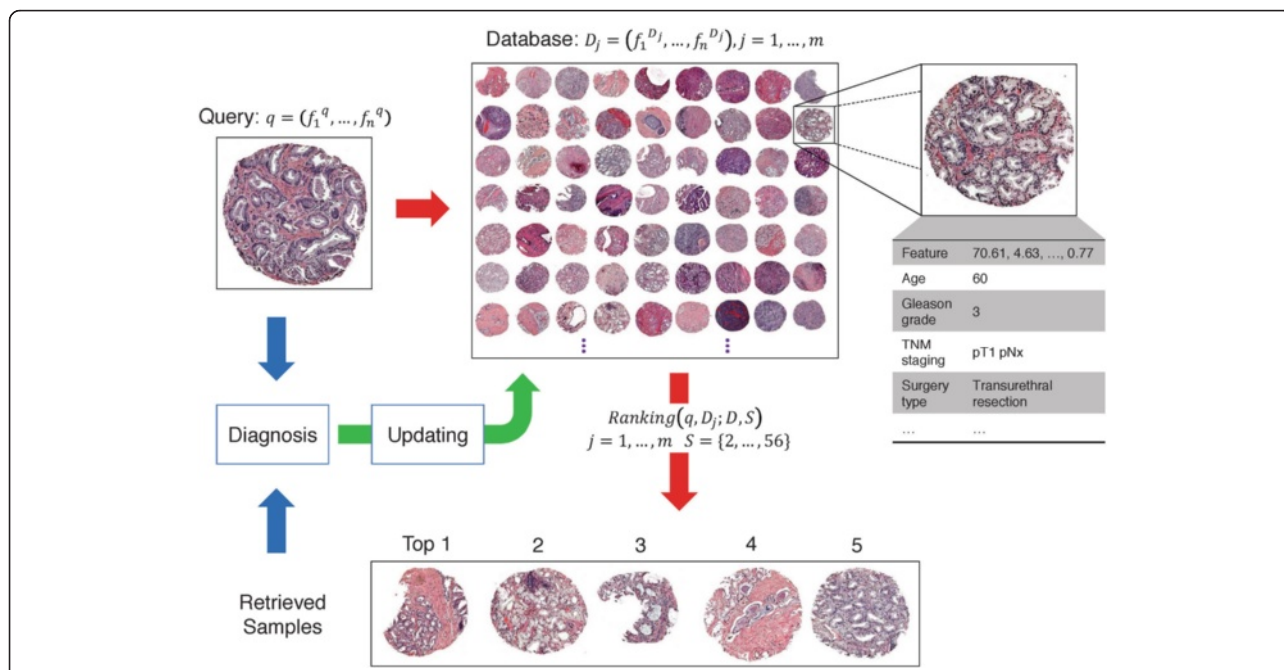 Database: D_j = (f_1^{D_j}, …, f_n^{D_j}), j = 1, …, m
Query: q = (f_1^q, …, f_n^q)
Feature 70.61, 4.63, …, 0.77
Age 60
Gleason
grade 3
TNM
staging pT1 pNx
Surgery Transurethral
type resection
… …
Diagnosis
Updating
Ranking(q, D_j; D, S)
j = 1, …, m S = {2, …, 56}
Top 1 2 3 4 5
Retrieved
Samples